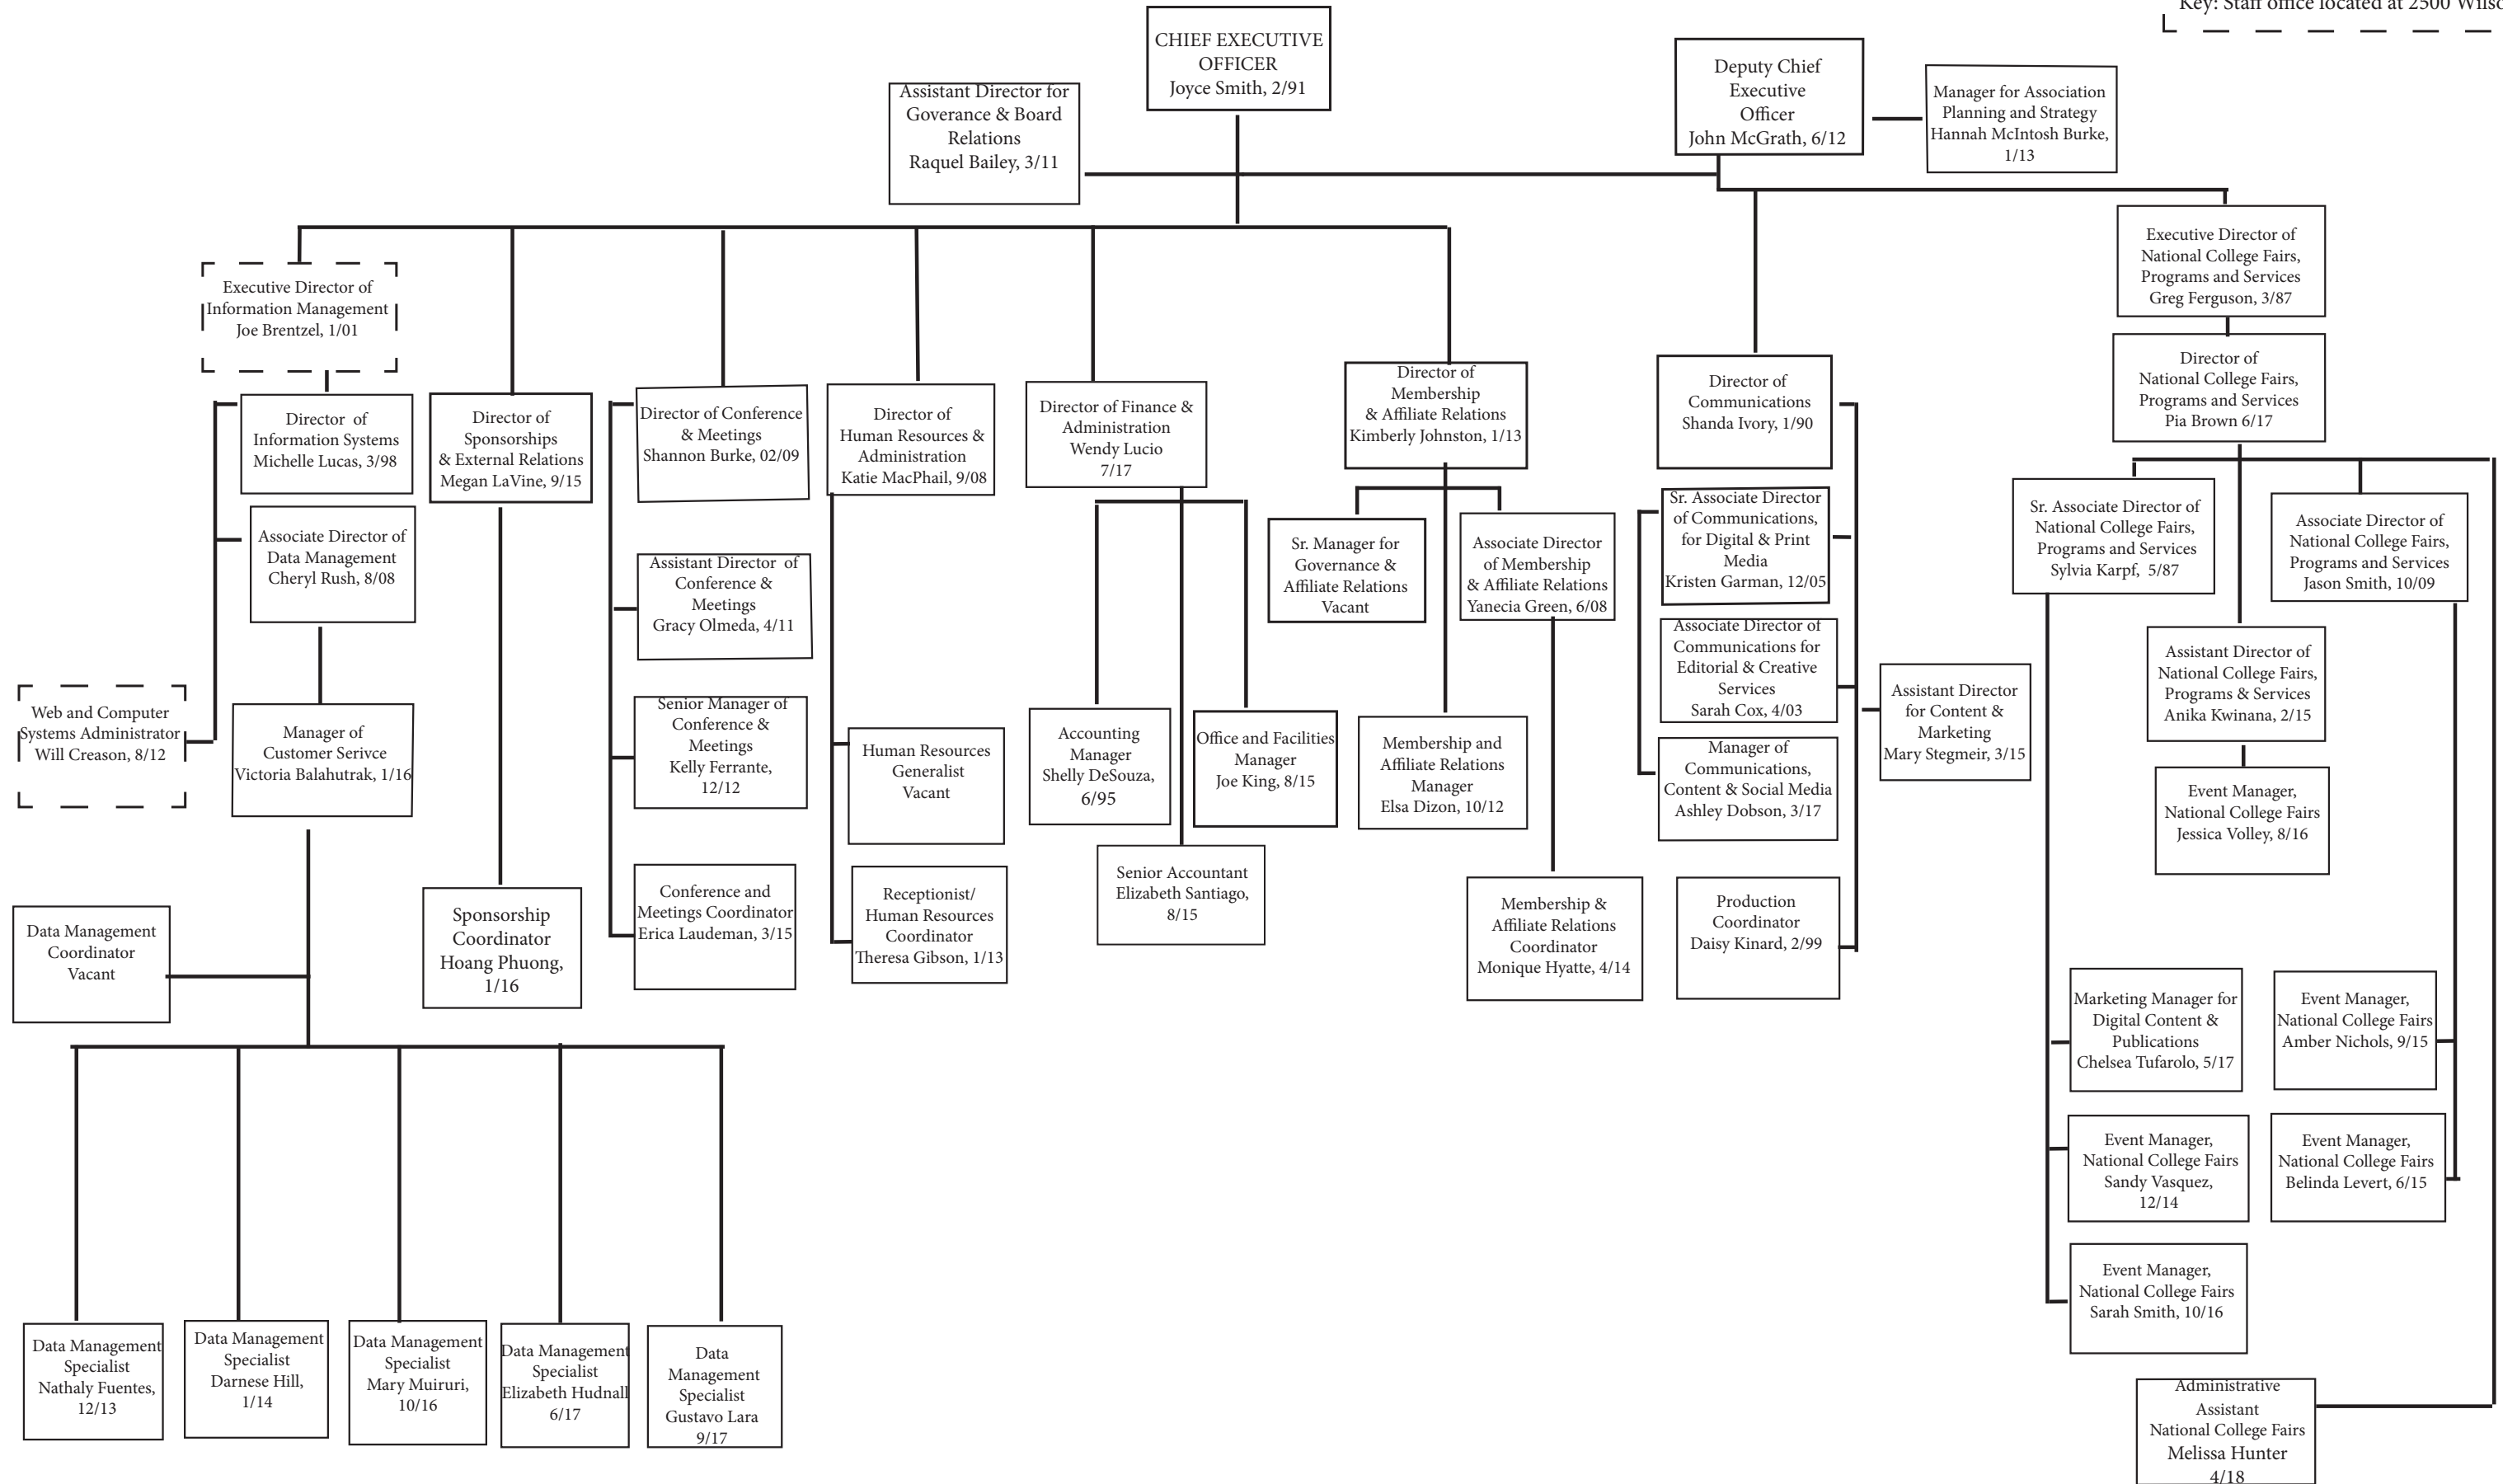 Key: Staff office located at 2500
CHIEF EXECUTIVE
OFFICER
Joyce Smith, 2/91
Deputy Chief
Executive
Officer
John McGrath, 6/12
Manager for Association
Planning and Strategy
Hannah McIntosh Burke,
1/13
Assistant Director for
Goverance & Board
Relations
Raquel Bailey, 3/11
Executive Director of
National College Fairs,
Programs and Services
Greg Ferguson, 3/87
Executive Director of
Information Management
Joe Brentzel, 1/01
Director of
National College Fairs,
Programs and Services
Pia Brown 6/17
Director of
Information Systems
Michelle Lucas, 3/98
Director of
Sponsorships
& External Relations
Megan LaVine, 9/15
Director of Conference
& Meetings
Shannon Burke, 02/09
Director of
Human Resources &
Administration
Katie MacPhail, 9/08
Director of Finance &
Administration
Wendy Lucio
7/17
Director of
Membership
& Affiliate Relations
Kimberly Johnston, 1/13
Director of
Communications
Shanda Ivory, 1/90
Associate Director of
Data Management
Cheryl Rush, 8/08
Assistant Director of
Conference &
Meetings
Gracy Olmeda, 4/11
Sr. Manager for
Governance &
Affiliate Relations
Vacant
Associate Director
of Membership
& Affiliate Relations
Yanecia Green, 6/08
Sr. Associate Director
of Communications,
for Digital & Print
Media
Kristen Garman, 12/05
Sr. Associate Director of
National College Fairs,
Programs and Services
Sylvia Karpf, 5/87
Associate Director of
National College Fairs,
Programs and Services
Jason Smith, 10/09
Associate Director of
Communications for
Editorial & Creative
Services
Sarah Cox, 4/03
Assistant Director
for Content &
Marketing
Mary Stegmeir, 3/15
Assistant Director of
National College Fairs,
Programs & Services
Anika Kwinana, 2/15
Web and Computer
Systems Administrator
Will Creason, 8/12
Manager of
Customer Serivce
Victoria Balahutrak, 1/16
Senior Manager of
Conference &
Meetings
Kelly Ferrante,
12/12
Human Resources
Generalist
Vacant
Accounting
Manager
Shelly DeSouza,
6/95
Office and Facilities
Manager
Joe King, 8/15
Membership and
Affiliate Relations
Manager
Elsa Dizon, 10/12
Manager of
Communications,
Content & Social Media
Ashley Dobson, 3/17
Event Manager,
National College Fairs
Jessica Volley, 8/16
Data Management
Coordinator
Vacant
Sponsorship
Coordinator
Hoang Phuong,
1/16
Conference and
Meetings Coordinator
Erica Laudeman, 3/15
Receptionist/
Human Resources
Coordinator
Theresa Gibson, 1/13
Senior Accountant
Elizabeth Santiago,
8/15
Membership &
Affiliate Relations
Coordinator
Monique Hyatte, 4/14
Production
Coordinator
Daisy Kinard, 2/99
Marketing Manager for
Digital Content &
Publications
Chelsea Tufarolo, 5/17
Event Manager,
National College Fairs
Amber Nichols, 9/15
Event Manager,
National College Fairs
Sandy Vasquez,
12/14
Event Manager,
National College Fairs
Belinda Levert, 6/15
Event Manager,
National College Fairs
Sarah Smith, 10/16
Data Management
Specialist
Nathaly Fuentes,
12/13
Data Management
Specialist
Darnese Hill,
1/14
Data Management
Specialist
Mary Muiruri,
10/16
Data Management
Specialist
Elizabeth Hudnall
6/17
Data
Management
Specialist
Gustavo Lara
9/17
Administrative
Assistant
National College Fairs
Melissa Hunter
4/18